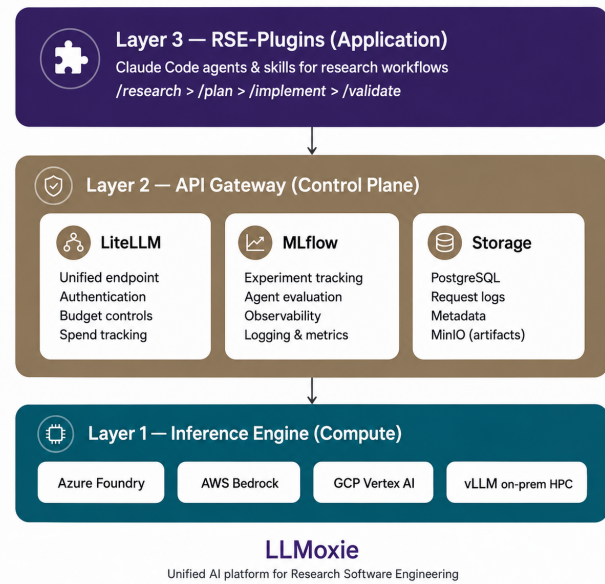 Layer 3 — RSE-Plugins (Application)
Claude Code agents & skills for research workflows
/research > /plan > /implement > /validate
Layer 2 — API Gateway (Control Plane)
LiteLLM
Unified endpoint
Authentication
Budget controls
Spend tracking
MLflow
Experiment tracking
Agent evaluation
Observability
Logging & metrics
Storage
PostgreSQL
Request logs
Metadata
MinIO (artifacts)
Layer 1 — Inference Engine (Compute)
Azure Foundry
AWS Bedrock
GCP Vertex AI
vLLM on-prem HPC
LLMoxie
Unified AI platform for Research Software Engineering